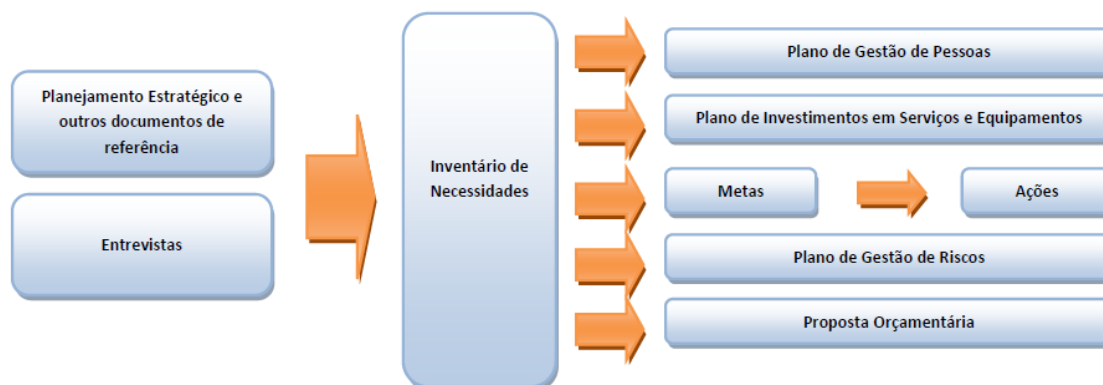 Planejamento Estratégico e
outros documentos de
referência
Entrevistas
Inventário de
Necessidades
Plano de Gestão de Pessoas
Plano de Investimentos em Serviços e Equipamentos
Metas
Ações
Plano de Gestão de Riscos
Proposta Orçamentária